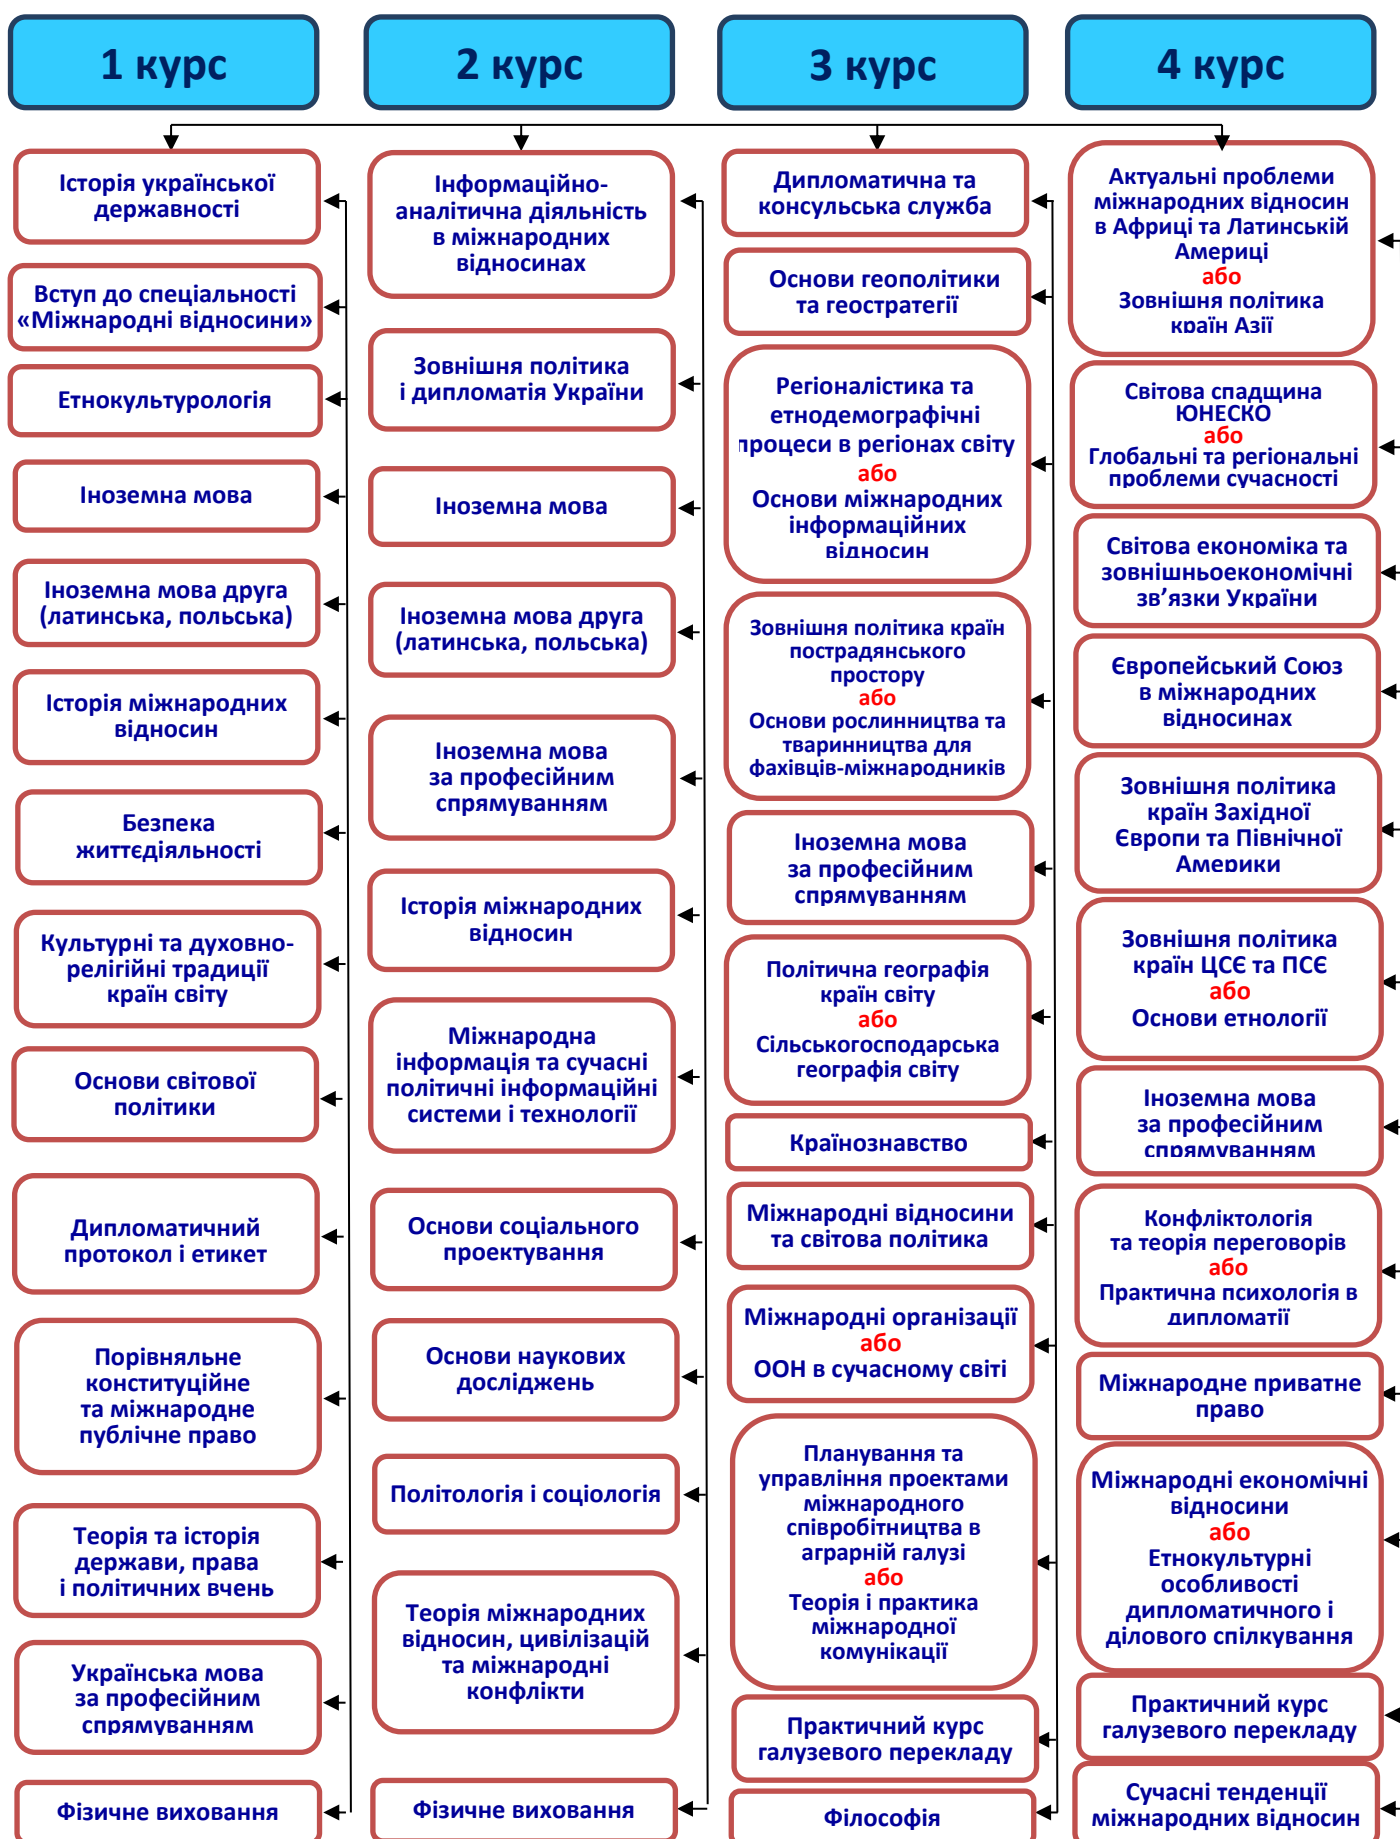 1 курс
2 курс
3 курс
4 курс
Історія української
державності
Вступ до спеціальності
«Міжнародні відносини»
Етнокультурологія
Іноземна мова
Іноземна мова друга
(латинська, польська)
Історія міжнародних
відносин
Безпека
життєдіяльності
Культурні та духовно-
релігійні традиції
країн світу
Основи світової
політики
Дипломатичний
протокол і етикет
Порівняльне
конституційне
та міжнародне
публічне право
Теорія та історія
держави, права
і політичних вчень
Українська мова
за професійним
спрямуванням
Фізичне виховання
Інформаційно-
аналітична діяльність
в міжнародних
відносинах
Зовнішня політика
і дипломатія України
Іноземна мова
Іноземна мова друга
(латинська, польська)
Іноземна мова
за професійним
спрямуванням
Історія міжнародних
відносин
Міжнародна
інформація та сучасні
політичні інформаційні
системи і технології
Основи соціального
проектування
Основи наукових
досліджень
Політологія і соціологія
Теорія міжнародних
відносин, цивілізацій
та міжнародні
конфлікти
Фізичне виховання
Дипломатична та
консульська служба
Основи геополітики
та геостратегії
Регіоналістика та
етнодемографічні
процеси в регіонах світу
або
Основи міжнародних
інформаційних
відносин
Зовнішня політика країн
пострадянського
простору
або
Основи рослинництва та
тваринництва для
фахівців-міжнародників
Іноземна мова
за професійним
спрямуванням
Політична географія
країн світу
або
Сільськогосподарська
географія світу
Країнознавство
Міжнародні відносини
та світова політика
Міжнародні організації
або
ООН в сучасному світі
Планування та
управління проектами
міжнародного
співробітництва в
аграрній галузі
або
Теорія і практика
міжнародної
комунікації
Практичний курс
галузевого перекладу
Філософія
Актуальні проблеми
міжнародних відносин
в Африці та Латинській
Америці
або
Зовнішня політика
країн Азії
Світова спадщина
ЮНЕСКО
або
Глобальні та регіональні
проблеми сучасності
Світова економіка та
зовнішньоекономічні
зв’язки України
Європейський Союз
в міжнародних
відносинах
Зовнішня політика
країн Західної
Європи та Північної
Америки
Зовнішня політика
країн ЦСЄ та ПСЄ
або
Основи етнології
Іноземна мова
за професійним
спрямуванням
Конфліктологія
та теорія переговорів
або
Практична психологія в
дипломатії
Міжнародне приватне
право
Міжнародні економічні
відносини
або
Етнокультурні
особливості
дипломатичного і
ділового спілкування
Практичний курс
галузевого перекладу
Сучасні тенденції
міжнародних відносин